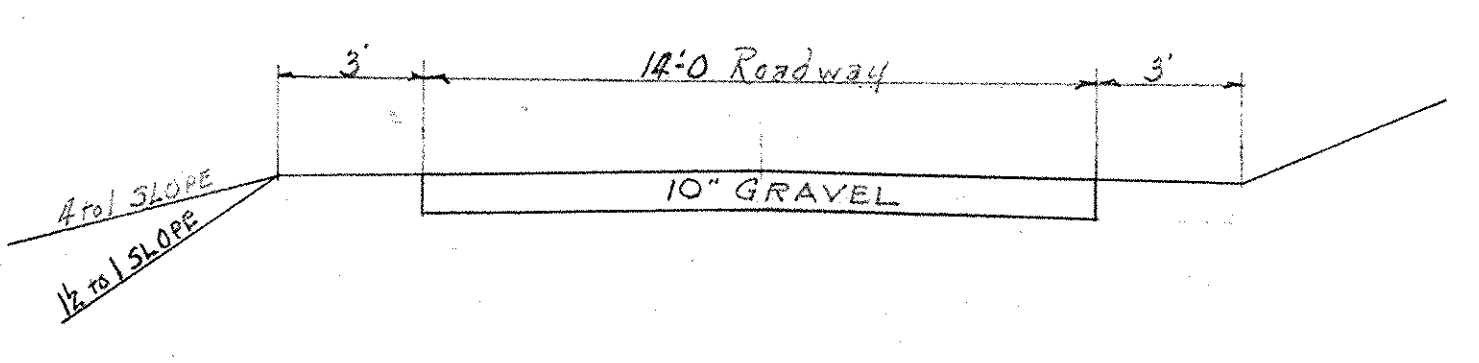 3'
14'-0 Roadway
3'
4 to 1 SLOPE
10" GRAVEL
1½ to 1 SLOPE